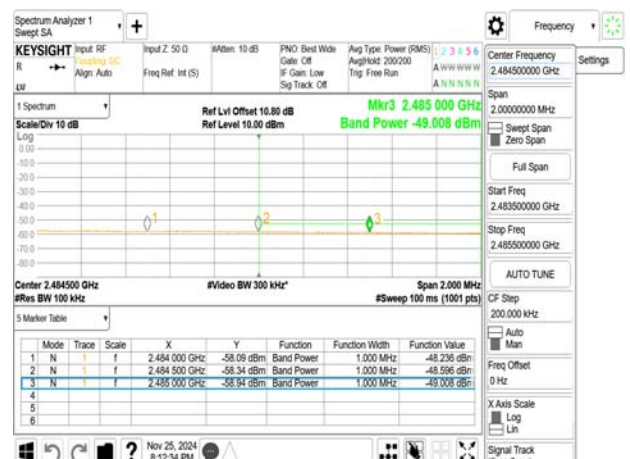 Spectrum Analyzer 1
Swept SA
Frequency
KEYSIGHT Input: RF Input Z: 50 Ω #Atten: 10 dB PNO: Best Wide Avg Type: Power (RMS) 1 2 3 4 5 6
R Coupling: DC Gate: Off Avg|Hold: 200/200 A W W W W W
Align: Auto Freq Ref: Int (S) IF Gain: Low Trig: Free Run
Sig Track: Off A N N N N N
LW
Center Frequency
2.484500000 GHz
Settings
Span
2.00000000 MHz
Swept Span
Zero Span
Full Span
Start Freq
2.483500000 GHz
Stop Freq
2.485500000 GHz
AUTO TUNE
CF Step
200.000 kHz
Auto
Man
Freq Offset
0 Hz
X Axis Scale
Log
Lin
Signal Track
1 Spectrum
Ref Lvl Offset 10.80 dB Mkr3 2.485 000 GHz
Scale/Div 10 dB Ref Level 10.00 dBm Band Power -49.008 dBm
Log
0.00
-10.0
-20.0
-30.0
-40.0
-50.0
-60.0
-70.0
-80.0
1 2 3
Center 2.484500 GHz #Video BW 300 kHz* Span 2.000 MHz
#Res BW 100 kHz #Sweep 100 ms (1001 pts)
5 Marker Table
Mode Trace Scale X Y Function Function Width Function Value
1 N 1 f 2.484 000 GHz -58.09 dBm Band Power 1.000 MHz -48.236 dBm
2 N 1 f 2.484 500 GHz -58.34 dBm Band Power 1.000 MHz -48.596 dBm
3 N 1 f 2.485 000 GHz -58.94 dBm Band Power 1.000 MHz -49.008 dBm
4
5
6
? Nov 25, 2024
8:12:34 PM